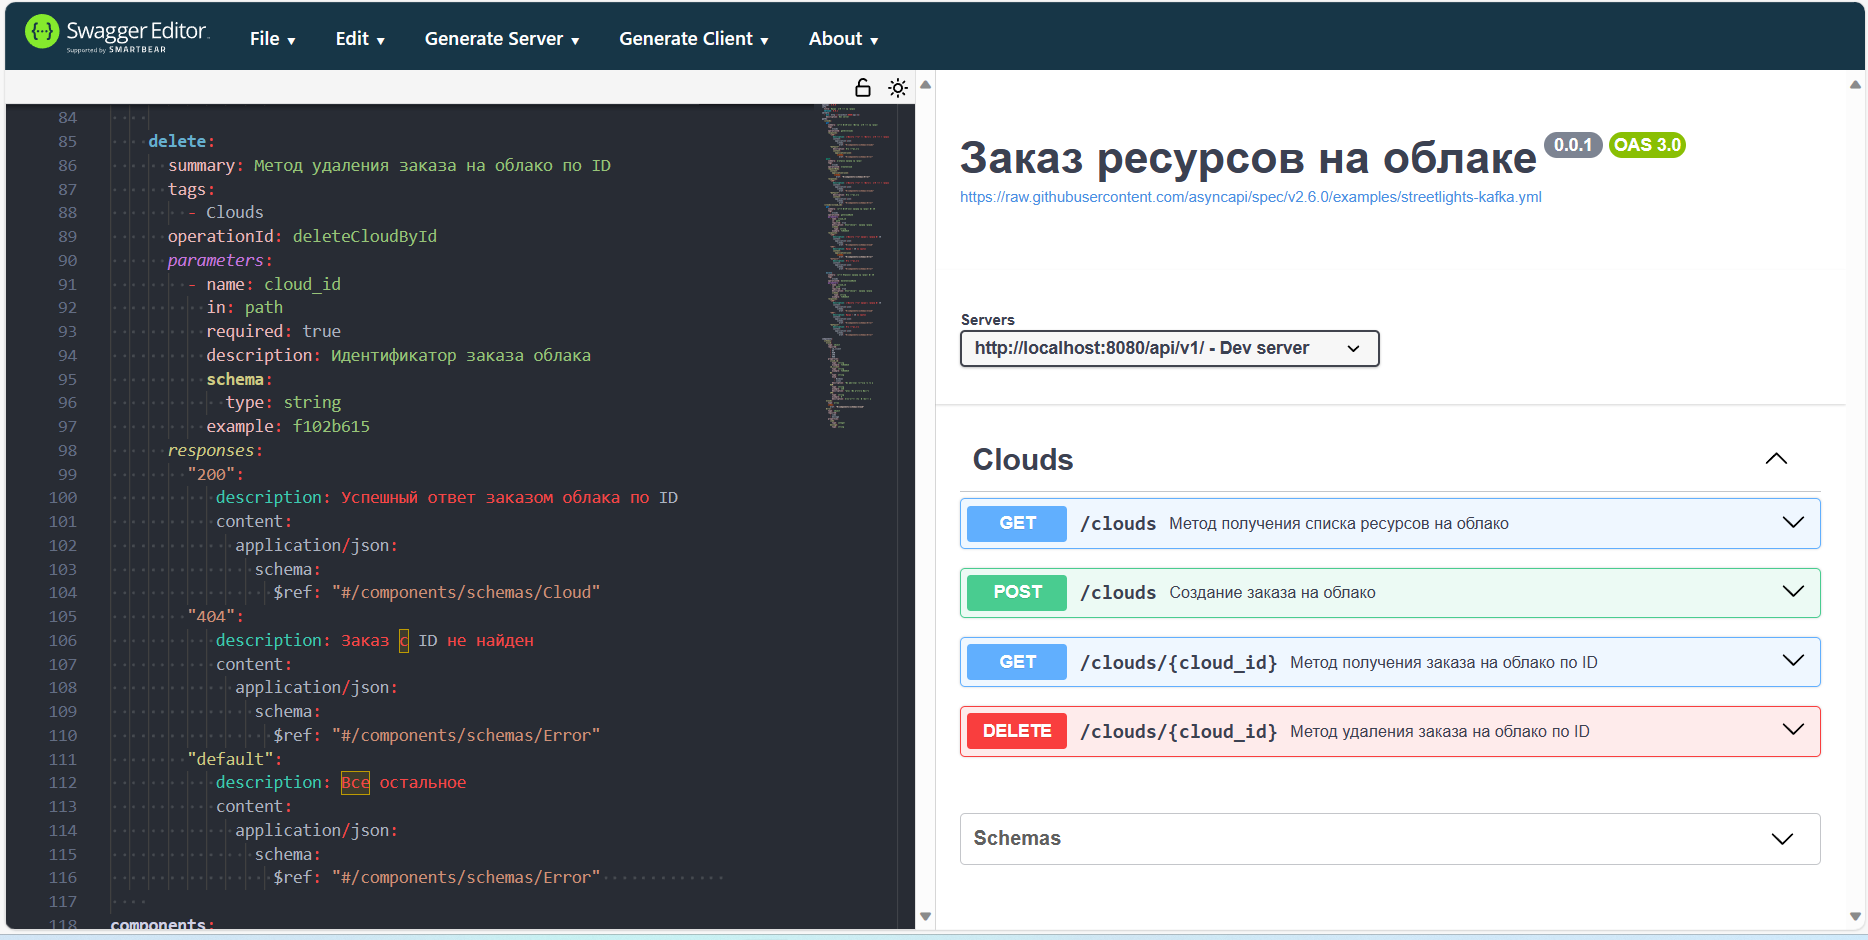 Swagger Editor
Supported by SMARTBEAR
File ▾
Edit ▾
Generate Server ▾
Generate Client ▾
About ▾
84
85 delete:
86 summary: Метод удаления заказа на облако по ID
87 tags:
88 - Clouds
89 operationId: deleteCloudById
90 parameters:
91 - name: cloud_id
92 in: path
93 required: true
94 description: Идентификатор заказа облака
95 schema:
96 type: string
97 example: f102b615
98 responses:
99 "200":
100 description: Успешный ответ заказом облака по ID
101 content:
102 application/json:
103 schema:
104 $ref: "#/components/schemas/Cloud"
105 "404":
106 description: Заказ с ID не найден
107 content:
108 application/json:
109 schema:
110 $ref: "#/components/schemas/Error"
111 "default":
112 description: Все остальное
113 content:
114 application/json:
115 schema:
116 $ref: "#/components/schemas/Error"
117
118 components:
Заказ ресурсов на облаке 0.0.1 OAS 3.0
https://raw.githubusercontent.com/asyncapi/spec/v2.6.0/examples/streetlights-kafka.yml
Servers
http://localhost:8080/api/v1/ - Dev server
Clouds
GET /clouds Метод получения списка ресурсов на облако
POST /clouds Создание заказа на облако
GET /clouds/{cloud_id} Метод получения заказа на облако по ID
DELETE /clouds/{cloud_id} Метод удаления заказа на облако по ID
Schemas